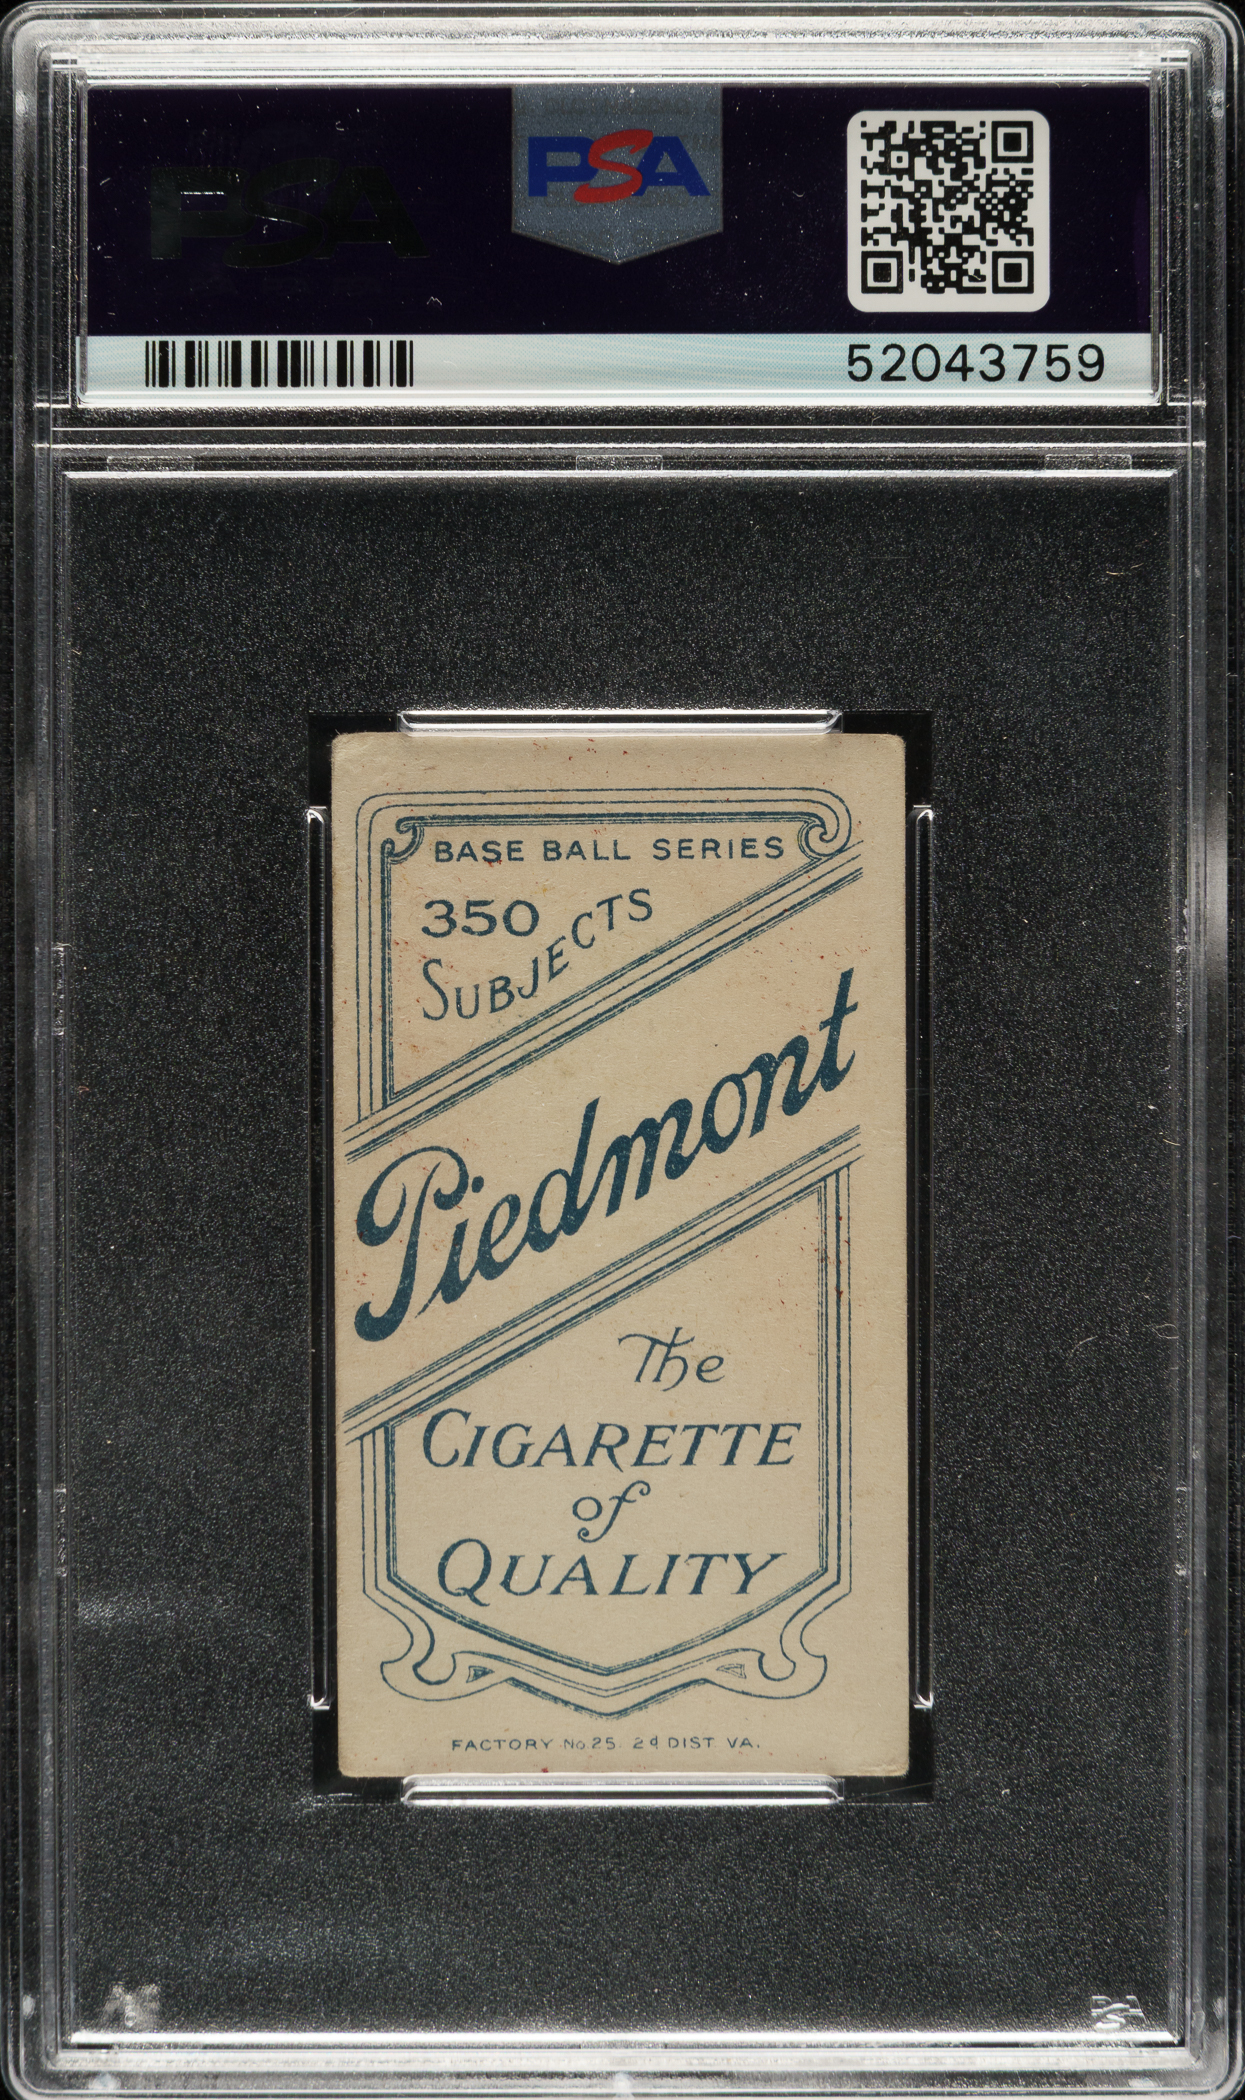 PSA
PSA
52043759
BASE BALL SERIES
350
SUBJECTS
Piedmont
The
CIGARETTE
of
QUALITY
FACTORY No. 25. 2d DIST. VA.
PSA